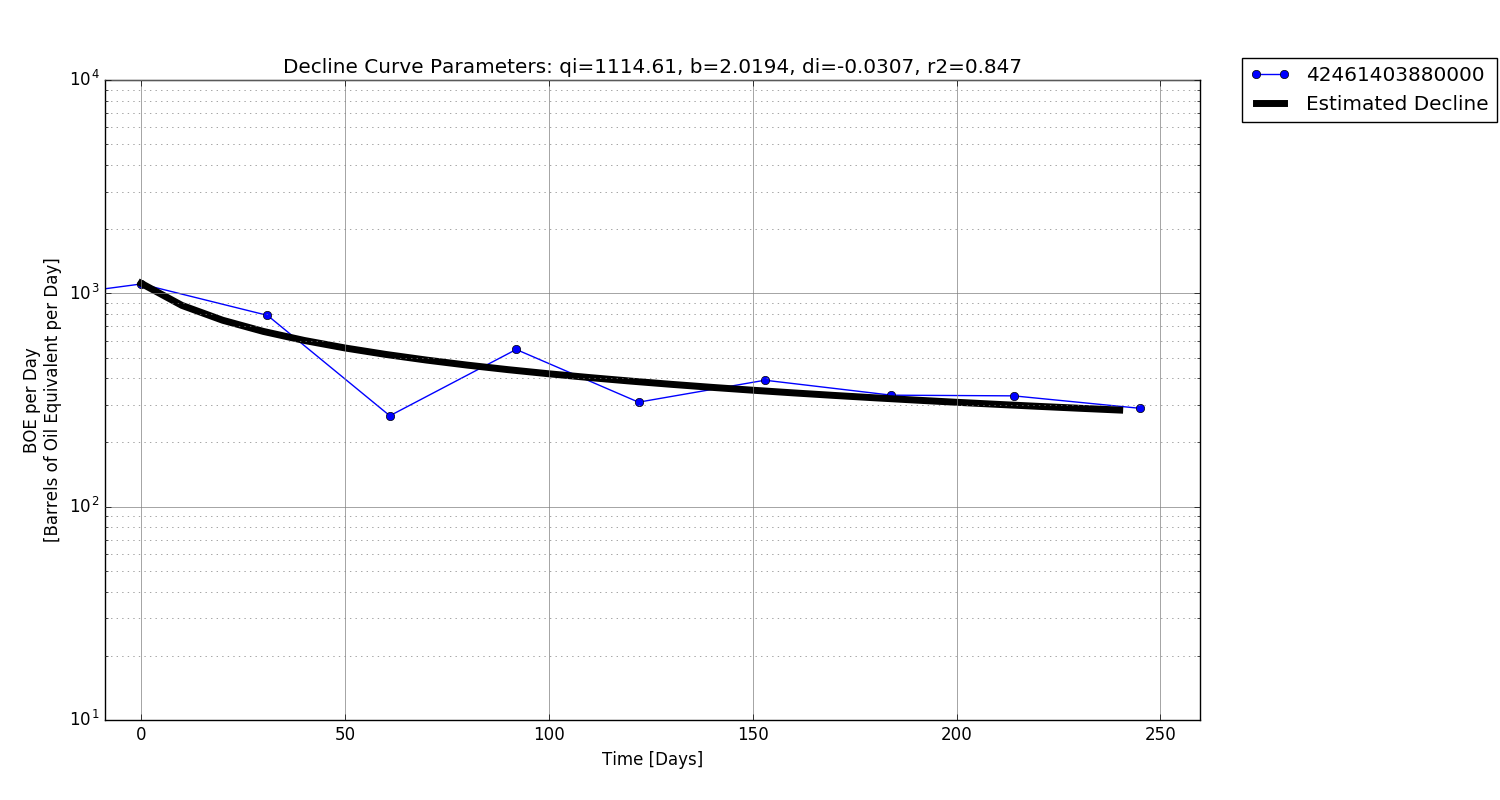 Decline Curve Parameters: qi=1114.61, b=2.0194, di=-0.0307, r2=0.847
42461403880000
Estimated Decline
BOE per Day
[Barrels of Oil Equivalent per Day]
10^4
10^3
10^2
10^1
0 50 100 150 200 250
Time [Days]